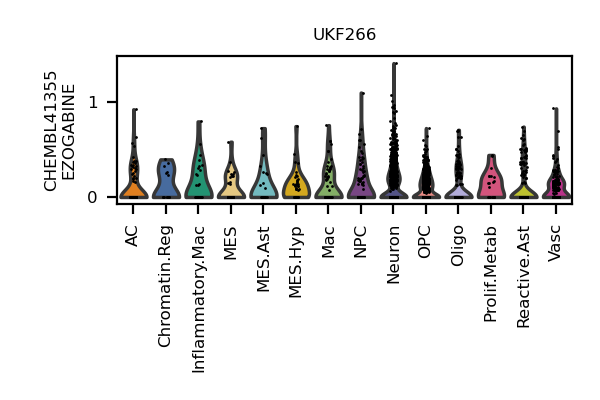 UKF266
CHEMBL41355
EZOGABINE
1
0
AC
Chromatin.Reg
Inflammatory.Mac
MES
MES.Ast
MES.Hyp
Mac
NPC
Neuron
OPC
Oligo
Prolif.Metab
Reactive.Ast
Vasc